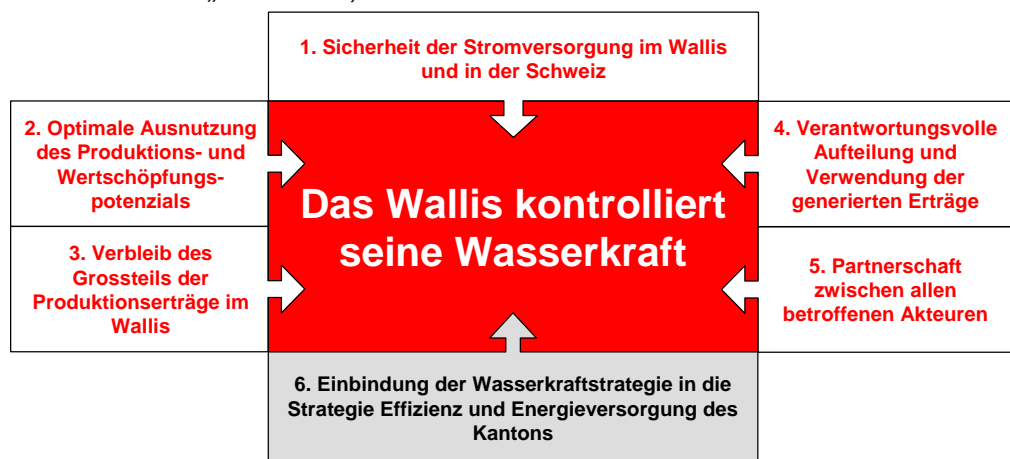 1. Sicherheit der Stromversorgung im Wallis
und in der Schweiz
2. Optimale Ausnutzung
des Produktions- und
Wertschöpfungs-
potenzials
3. Verbleib des
Grossteils der
Produktionserträge im
Wallis
Das Wallis kontrolliert
seine Wasserkraft
4. Verantwortungsvolle
Aufteilung und
Verwendung der
generierten Erträge
5. Partnerschaft
zwischen allen
betroffenen Akteuren
6. Einbindung der Wasserkraftstrategie in die
Strategie Effizienz und Energieversorgung des
Kantons